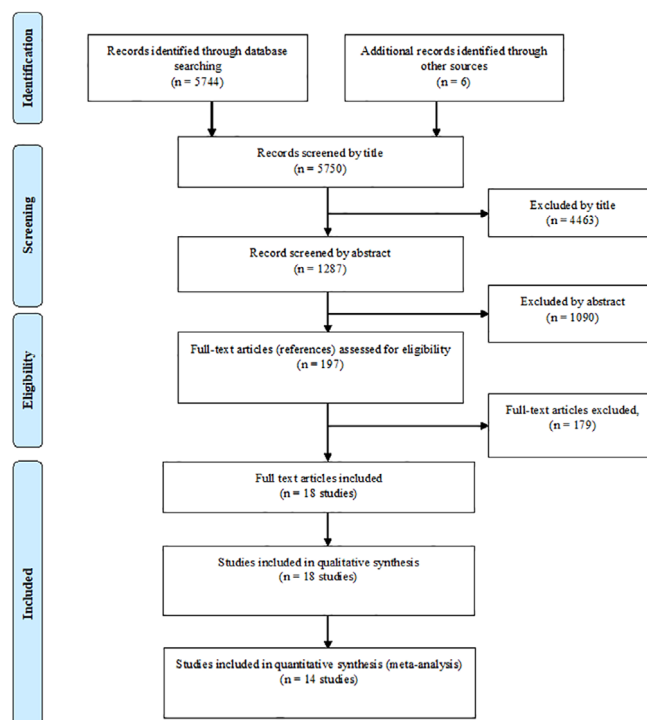 Identification
Records identified through database
searching
(n = 5744)
Additional records identified through
other sources
(n = 6)
Screening
Records screened by title
(n = 5750)
Excluded by title
(n = 4463)
Record screened by abstract
(n = 1287)
Excluded by abstract
(n = 1090)
Eligibility
Full-text articles (references) assessed for eligibility
(n = 197)
Full-text articles excluded,
(n = 179)
Included
Full text articles included
(n = 18 studies)
Studies included in qualitative synthesis
(n = 18 studies)
Studies included in quantitative synthesis (meta-analysis)
(n = 14 studies)